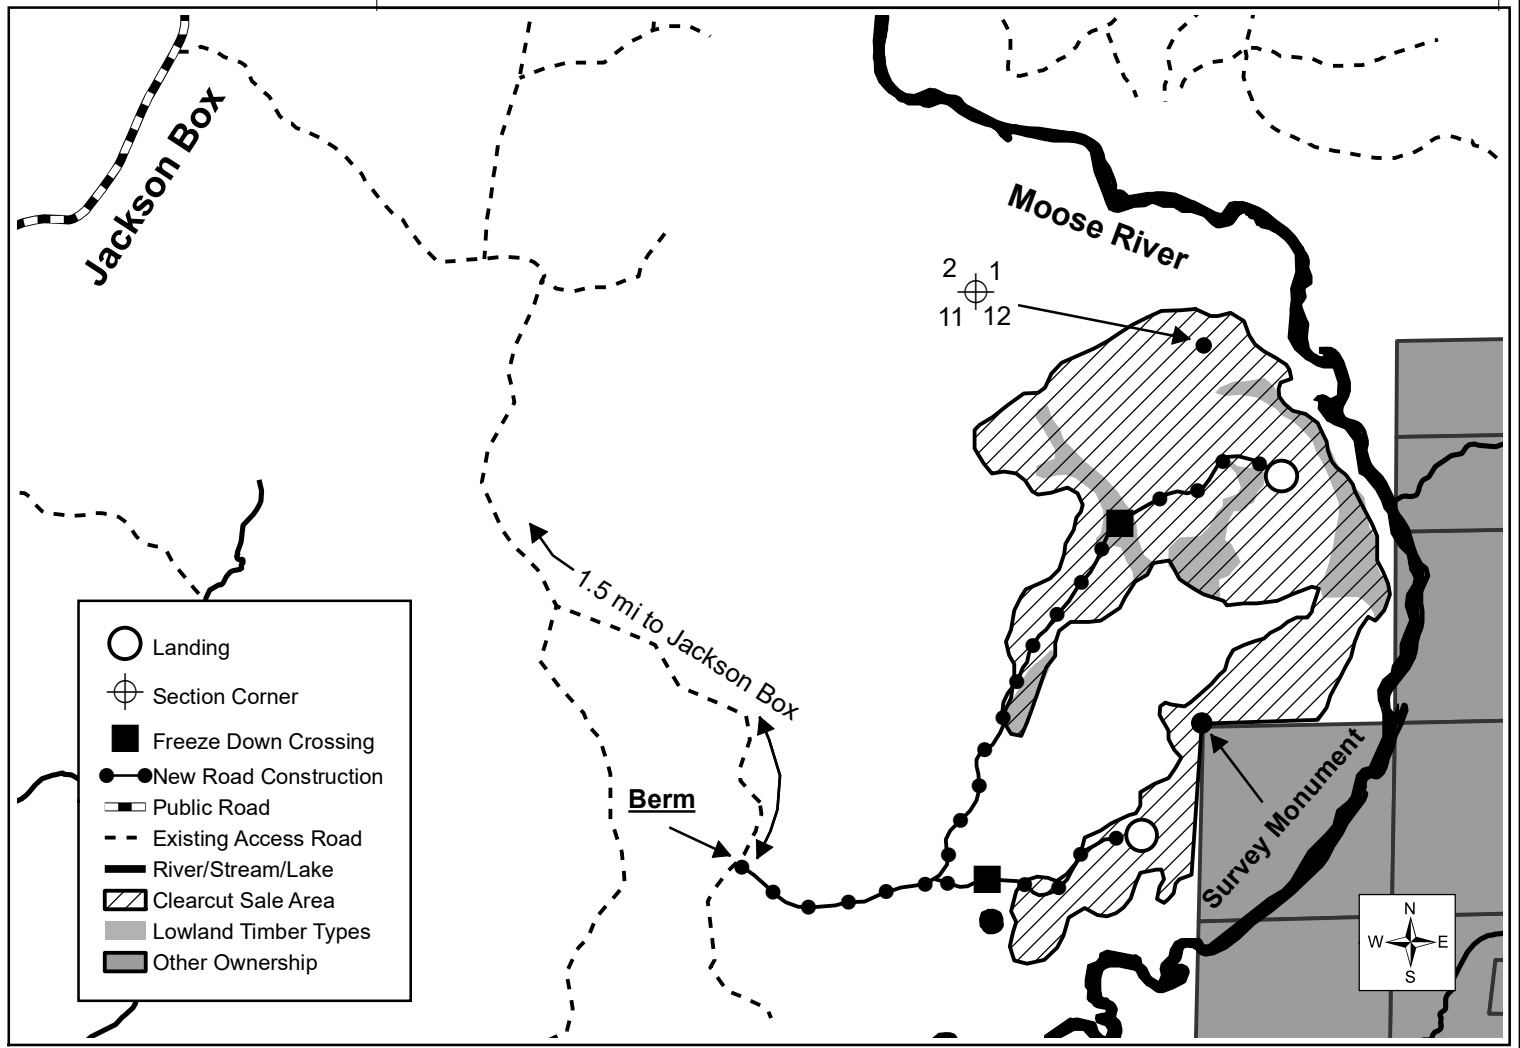 Jackson Box
Moose River
2 1
11 12
1.5 mi to Jackson Box
Berm
Survey Monument
Landing
Section Corner
Freeze Down Crossing
New Road Construction
Public Road
Existing Access Road
River/Stream/Lake
Clearcut Sale Area
Lowland Timber Types
Other Ownership
N
W E
S